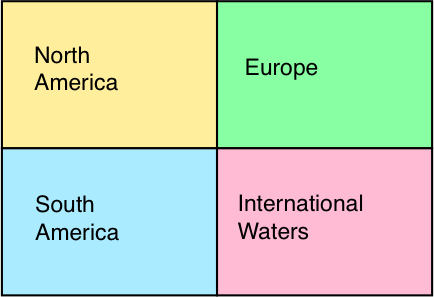 North
America
Europe
South
America
International
Waters